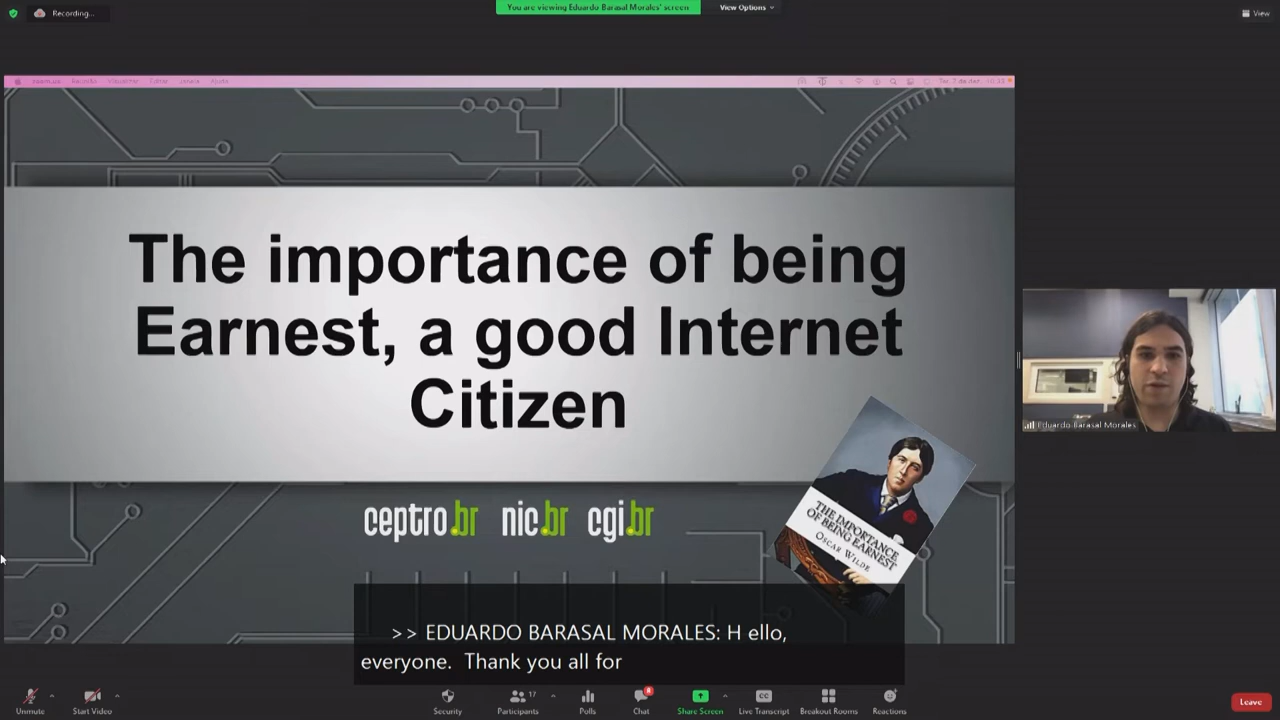 Recording...
You are viewing Eduardo Barasal Morales' screen
View Options
View
The importance of being
Earnest, a good Internet
Citizen
ceptro.br nic.br cgi.br
THE IMPORTANCE
OF BEING EARNEST
OSCAR WILDE
Eduardo Barasal Morales
>> EDUARDO BARASAL MORALES: H ello,
everyone. Thank you all for
Unmute
Start Video
Security
Participants 17
Polls
Chat 8
Share Screen
CC
Live Transcript
Breakout Rooms
Reactions
Leave